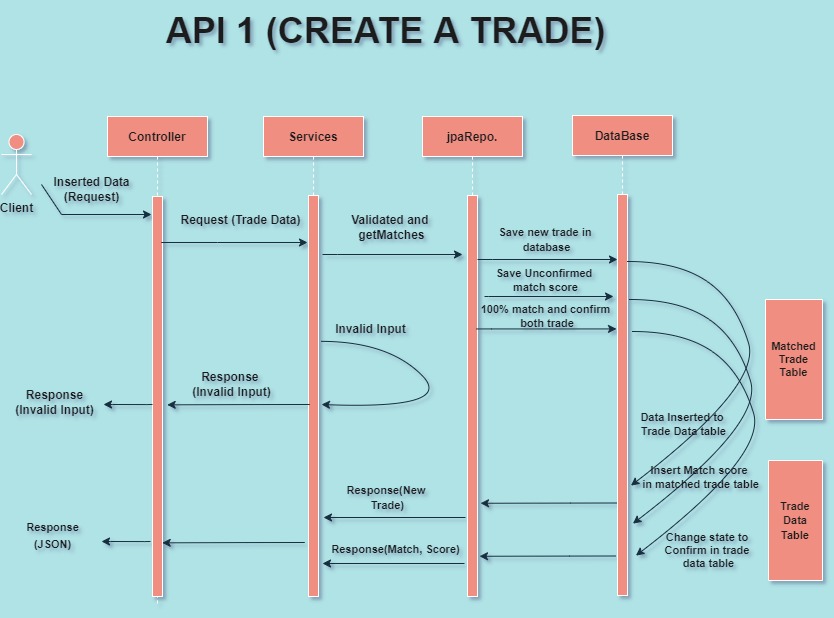 API 1 (CREATE A TRADE)
Controller
Services
jpaRepo.
DataBase
Client
Inserted Data
(Request)
Request (Trade Data)
Validated and
getMatches
Save new trade in
database
Save Unconfirmed
match score
100% match and confirm
both trade
Invalid Input
Matched
Trade
Table
Response
(Invalid Input)
Response
(Invalid Input)
Data Inserted to
Trade Data table
Insert Match score
in matched trade table
Response(New
Trade)
Trade
Data
Table
Response
(JSON)
Response(Match, Score)
Change state to
Confirm in trade
data table